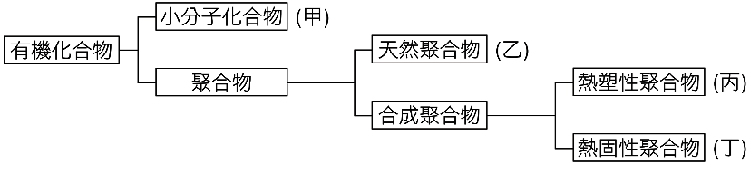 小分子化合物 (甲)
有機化合物
天然聚合物 (乙)
聚合物
熱塑性聚合物 (丙)
合成聚合物
熱固性聚合物 (丁)